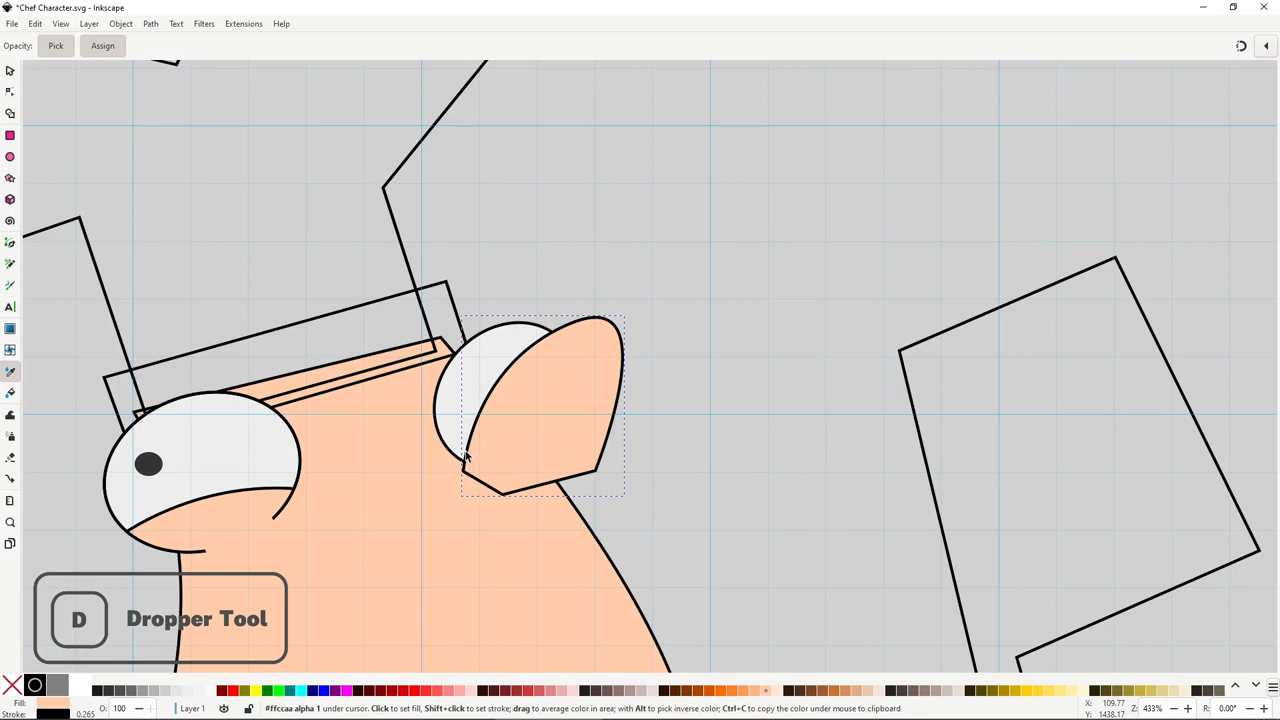 *Chef Character.svg - Inkscape
File Edit View Layer Object Path Text Filters Extensions Help
Opacity: Pick Assign
D Dropper Tool
Fill:
Stroke: 0.265
O: 100
Layer 1
#ffccaa alpha 1 under cursor. Click to set fill, Shift+click to set stroke; drag to average color in area; with Alt to pick inverse color; Ctrl+C to copy the color under mouse to clipboard
X: 109.77
Y: 1438.17
Z: 433%
R: 0.00°